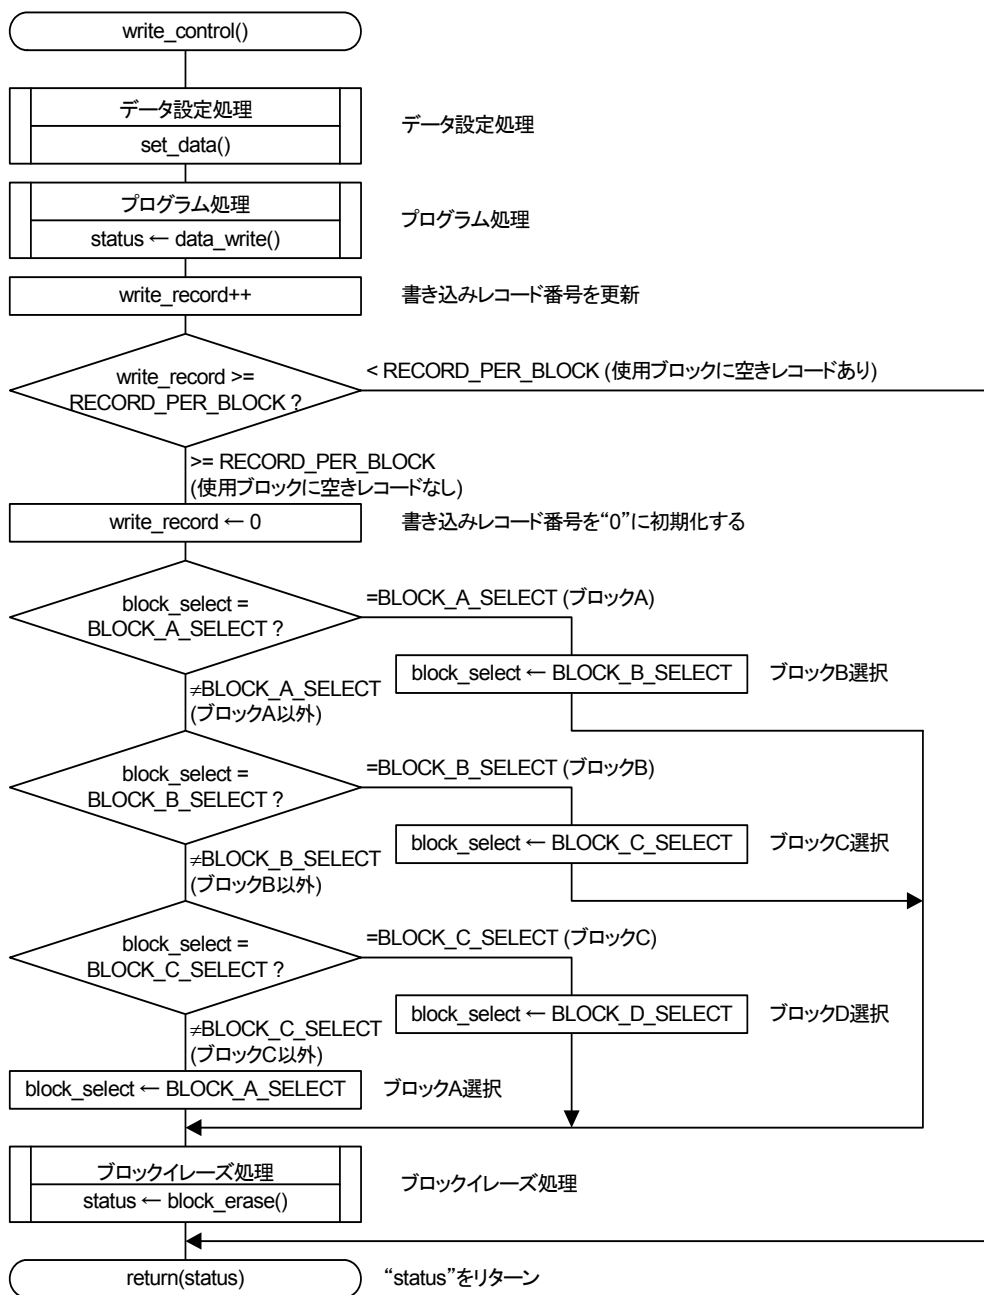 write_control()
データ設定処理
set_data()
データ設定処理
プログラム処理
status ← data_write()
プログラム処理
write_record++
書き込みレコード番号を更新
write_record >=
RECORD_PER_BLOCK ?
< RECORD_PER_BLOCK (使用ブロックに空きレコードあり)
>= RECORD_PER_BLOCK
(使用ブロックに空きレコードなし)
write_record ← 0
書き込みレコード番号を“0”に初期化する
block_select =
BLOCK_A_SELECT ?
=BLOCK_A_SELECT (ブロックA)
block_select ← BLOCK_B_SELECT
ブロックB選択
≠BLOCK_A_SELECT
(ブロックA以外)
block_select =
BLOCK_B_SELECT ?
=BLOCK_B_SELECT (ブロックB)
block_select ← BLOCK_C_SELECT
ブロックC選択
≠BLOCK_B_SELECT
(ブロックB以外)
block_select =
BLOCK_C_SELECT ?
=BLOCK_C_SELECT (ブロックC)
block_select ← BLOCK_D_SELECT
ブロックD選択
≠BLOCK_C_SELECT
(ブロックC以外)
block_select ← BLOCK_A_SELECT
ブロックA選択
ブロックイレーズ処理
status ← block_erase()
ブロックイレーズ処理
return(status)
“status”をリターン